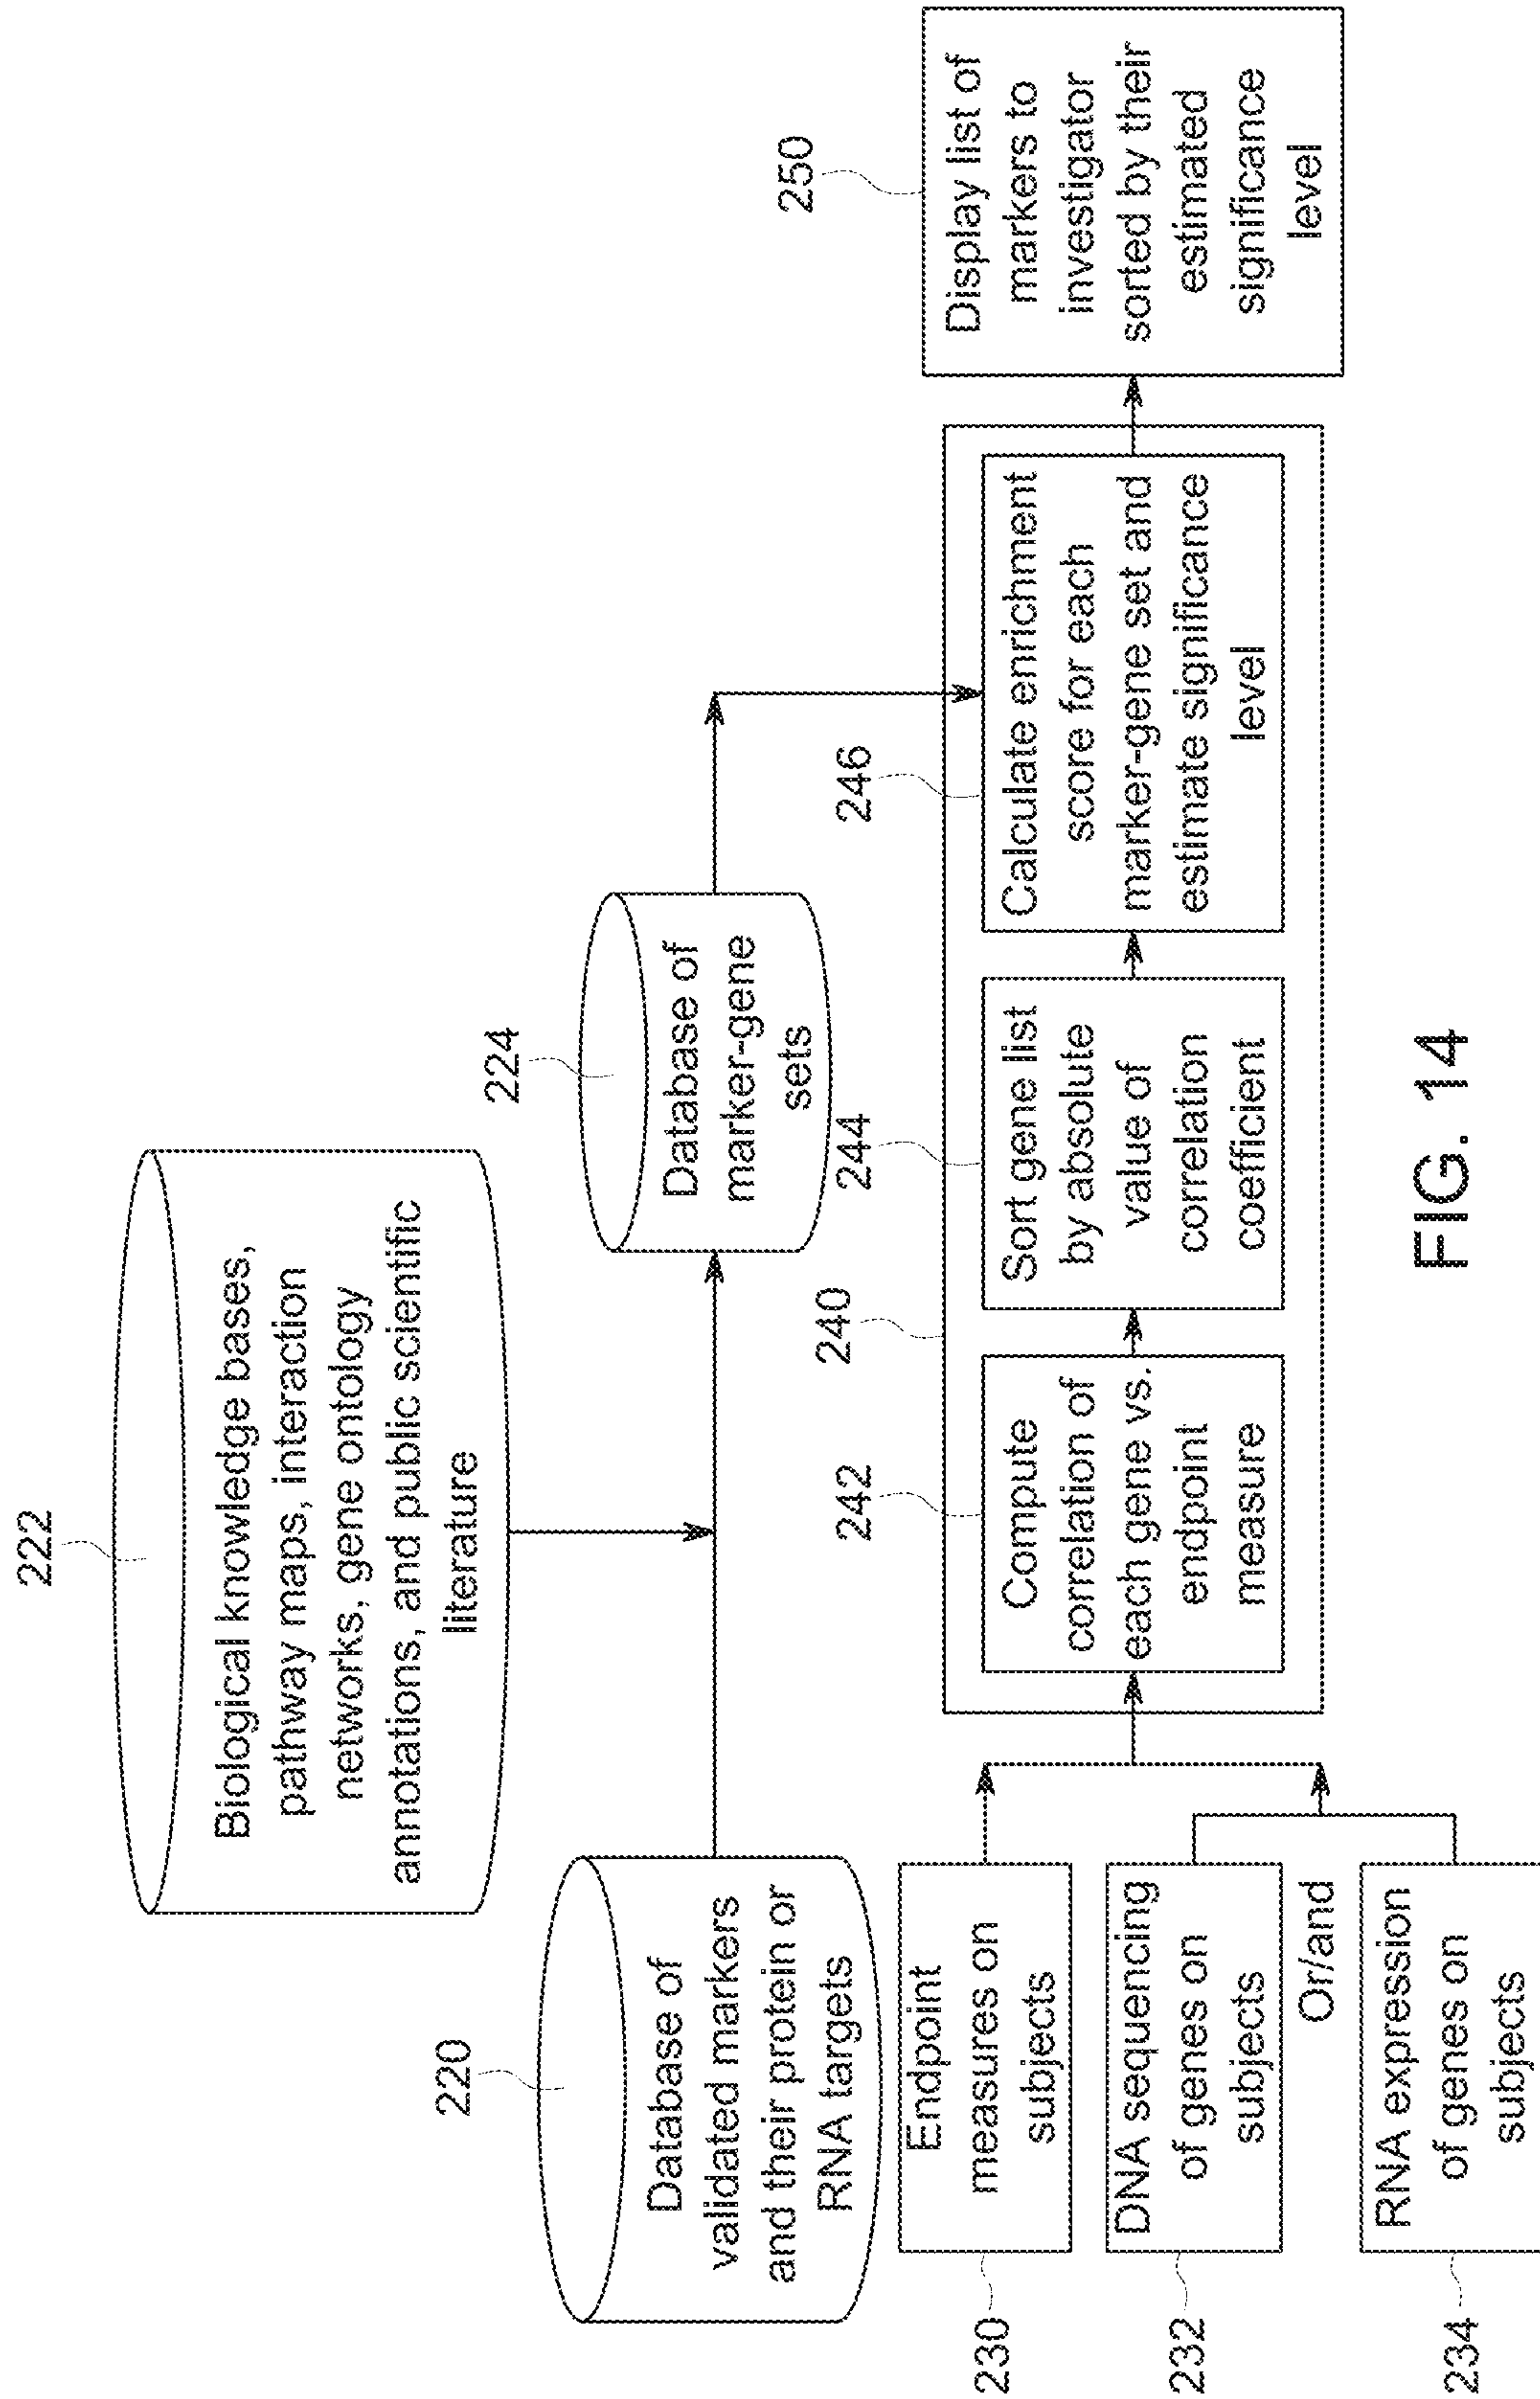 222
Biological knowledge bases,
pathway maps, interaction
networks, gene ontology
annotations, and public scientific
literature
220
Database of
validated markers
and their protein or
RNA targets
224
Database of
marker-gene
sets
230
Endpoint
measures on
subjects
232
DNA sequencing
of genes on
subjects
Or/and
234
RNA expression
of genes on
subjects
240
242
Compute
correlation of
each gene vs.
endpoint
measure
244
Sort gene list
by absolute
value of
correlation
coefficient
246
Calculate enrichment
score for each
marker-gene set and
estimate significance
level
250
Display list of
markers to
investigator
sorted by their
estimated
significance
level
FIG. 14